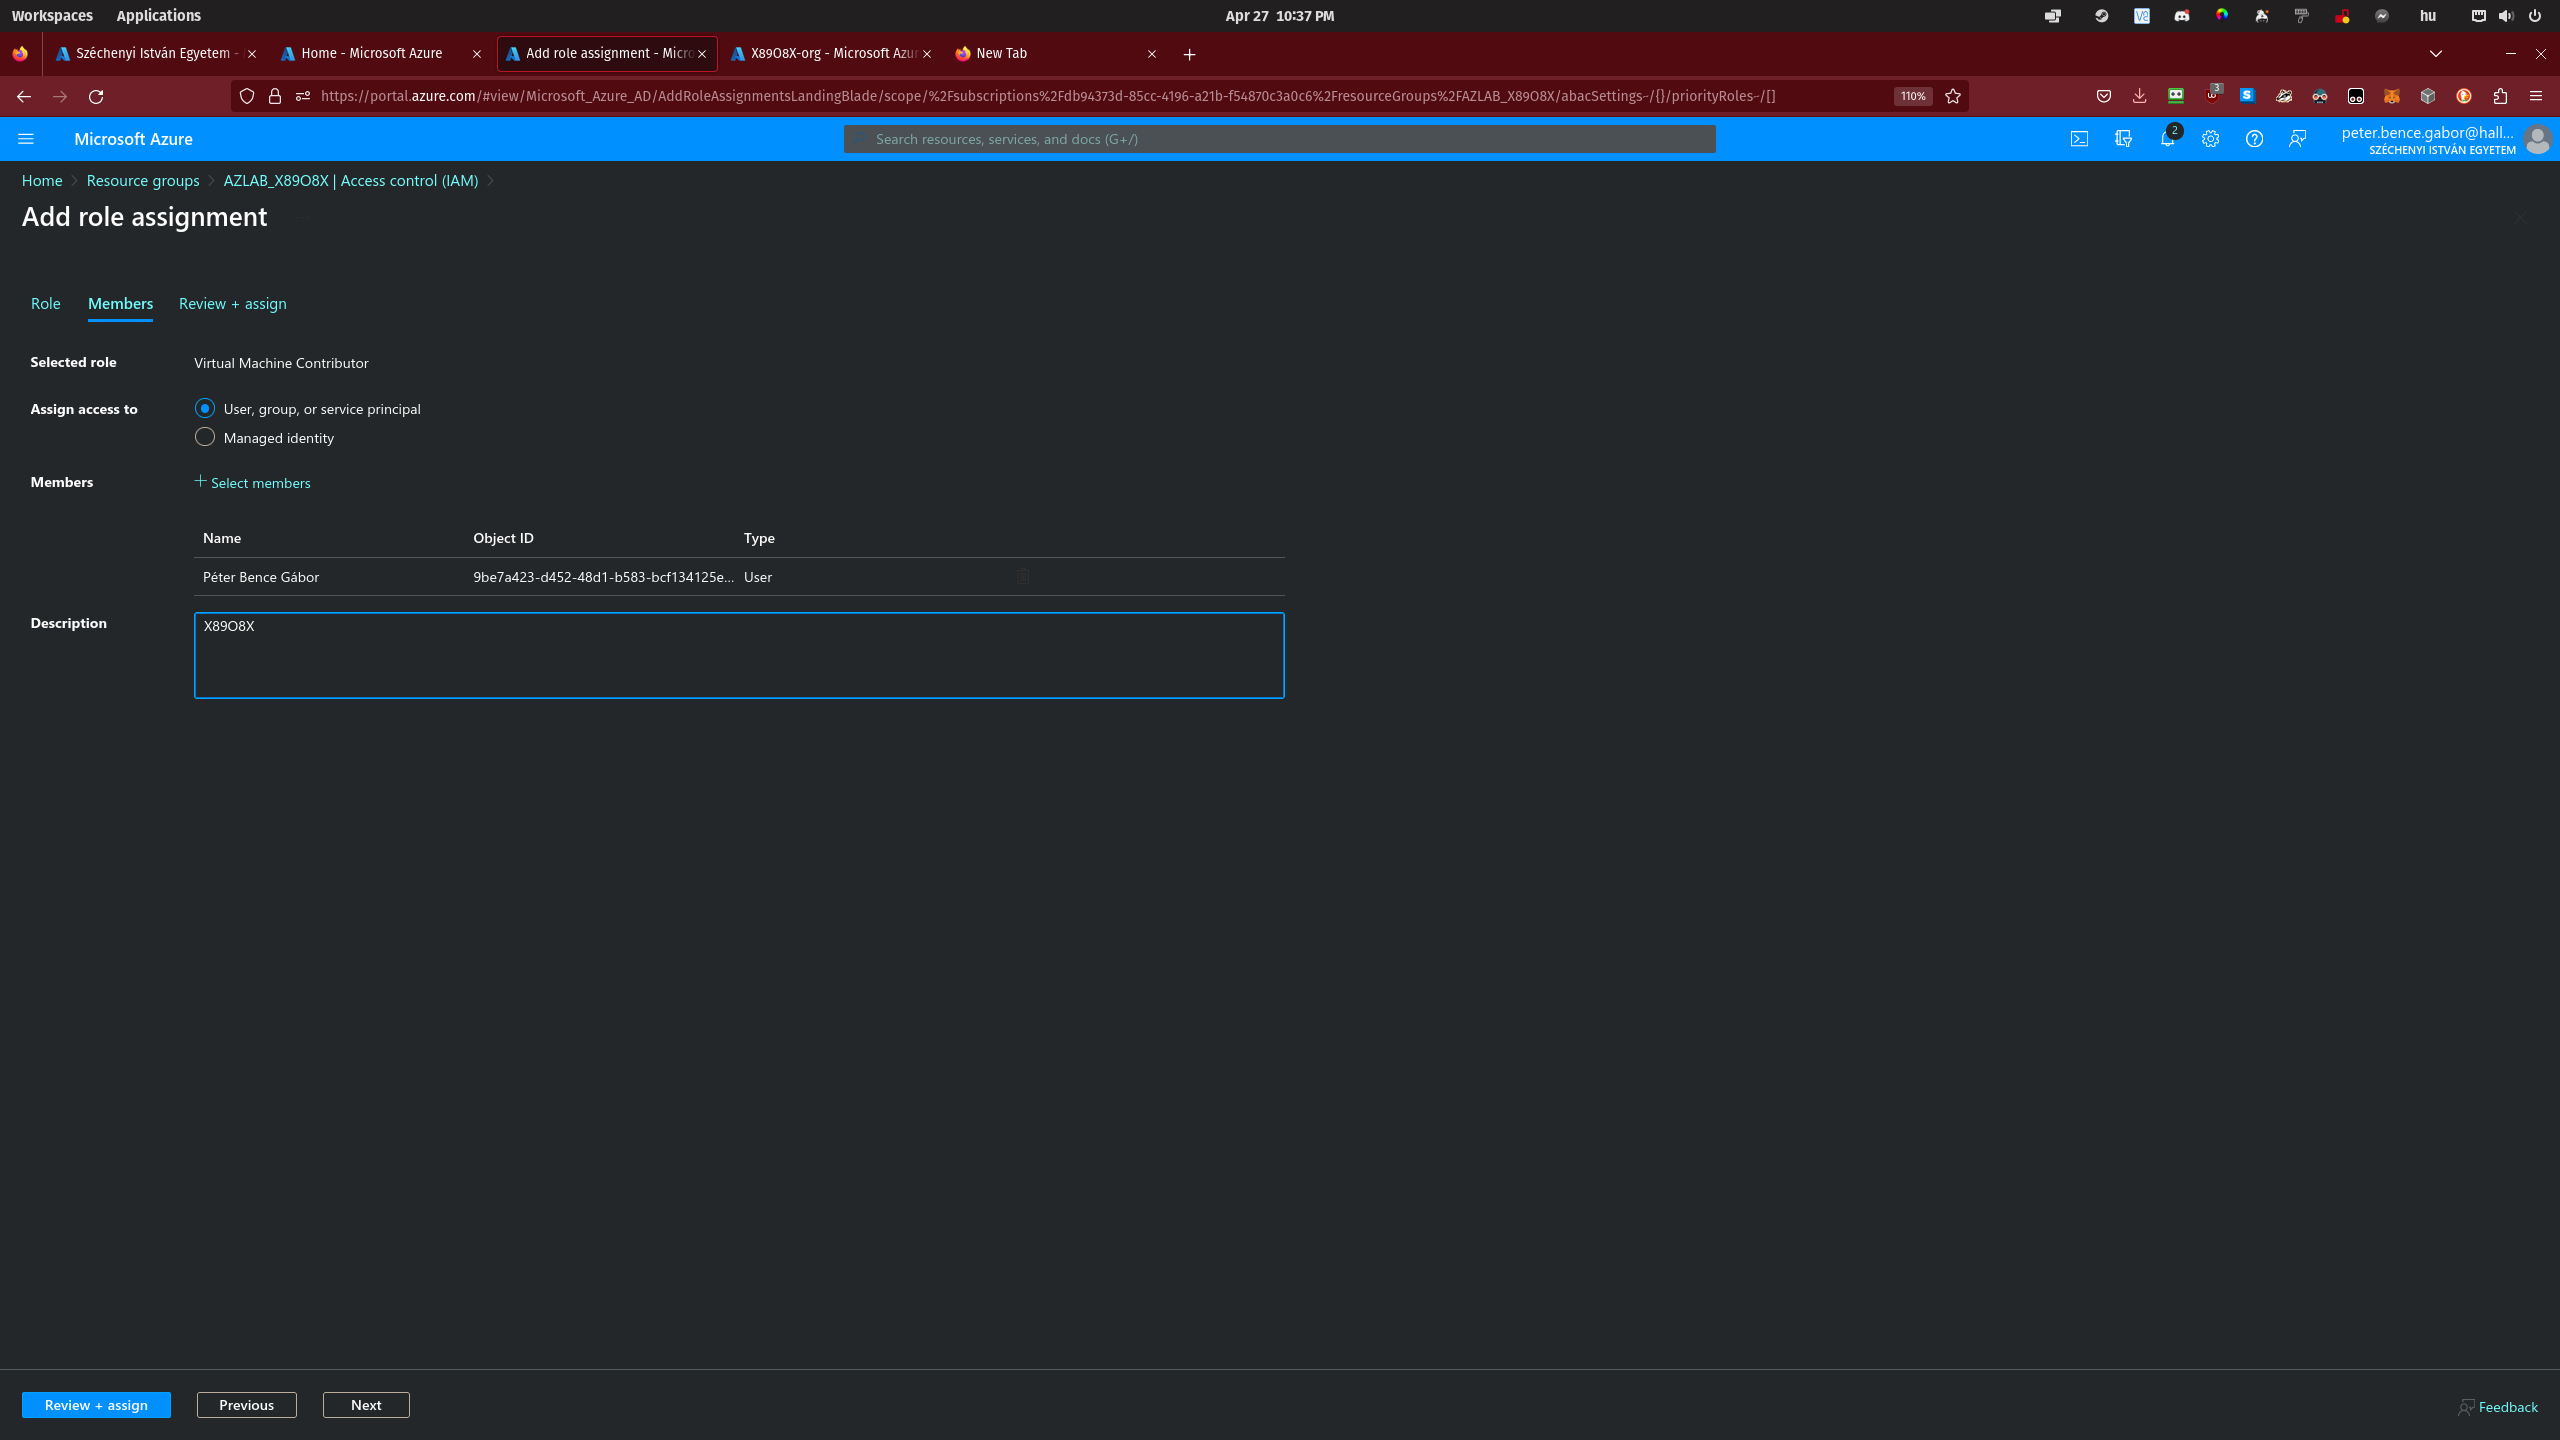 Workspaces Applications Apr 27 10:37 PM hu
Széchenyi István Egyetem - Home - Microsoft Azure Add role assignment - Micro X89O8X-org - Microsoft Azur New Tab
https://portal.azure.com/#view/Microsoft_Azure_AD/AddRoleAssignmentsLandingBlade/scope/%2Fsubscriptions%2Fdb94373d-85cc-4196-a21b-f54870c3a0c6%2FresourceGroups%2FAZLAB_X89O8X/abacSettings~/{}/priorityRoles~/[] 110% 3
Microsoft Azure Search resources, services, and docs (G+/) 2 peter.bence.gabor@hall...
SZÉCHENYI ISTVÁN EGYETEM
Home Resource groups AZLAB_X89O8X | Access control (IAM)
Add role assignment
Role Members Review + assign
Selected role Virtual Machine Contributor
Assign access to User, group, or service principal
Managed identity
Members + Select members
Name Object ID Type
Péter Bence Gábor 9be7a423-d452-48d1-b583-bcf134125e... User
Description X89O8X
Review + assign Previous Next Feedback